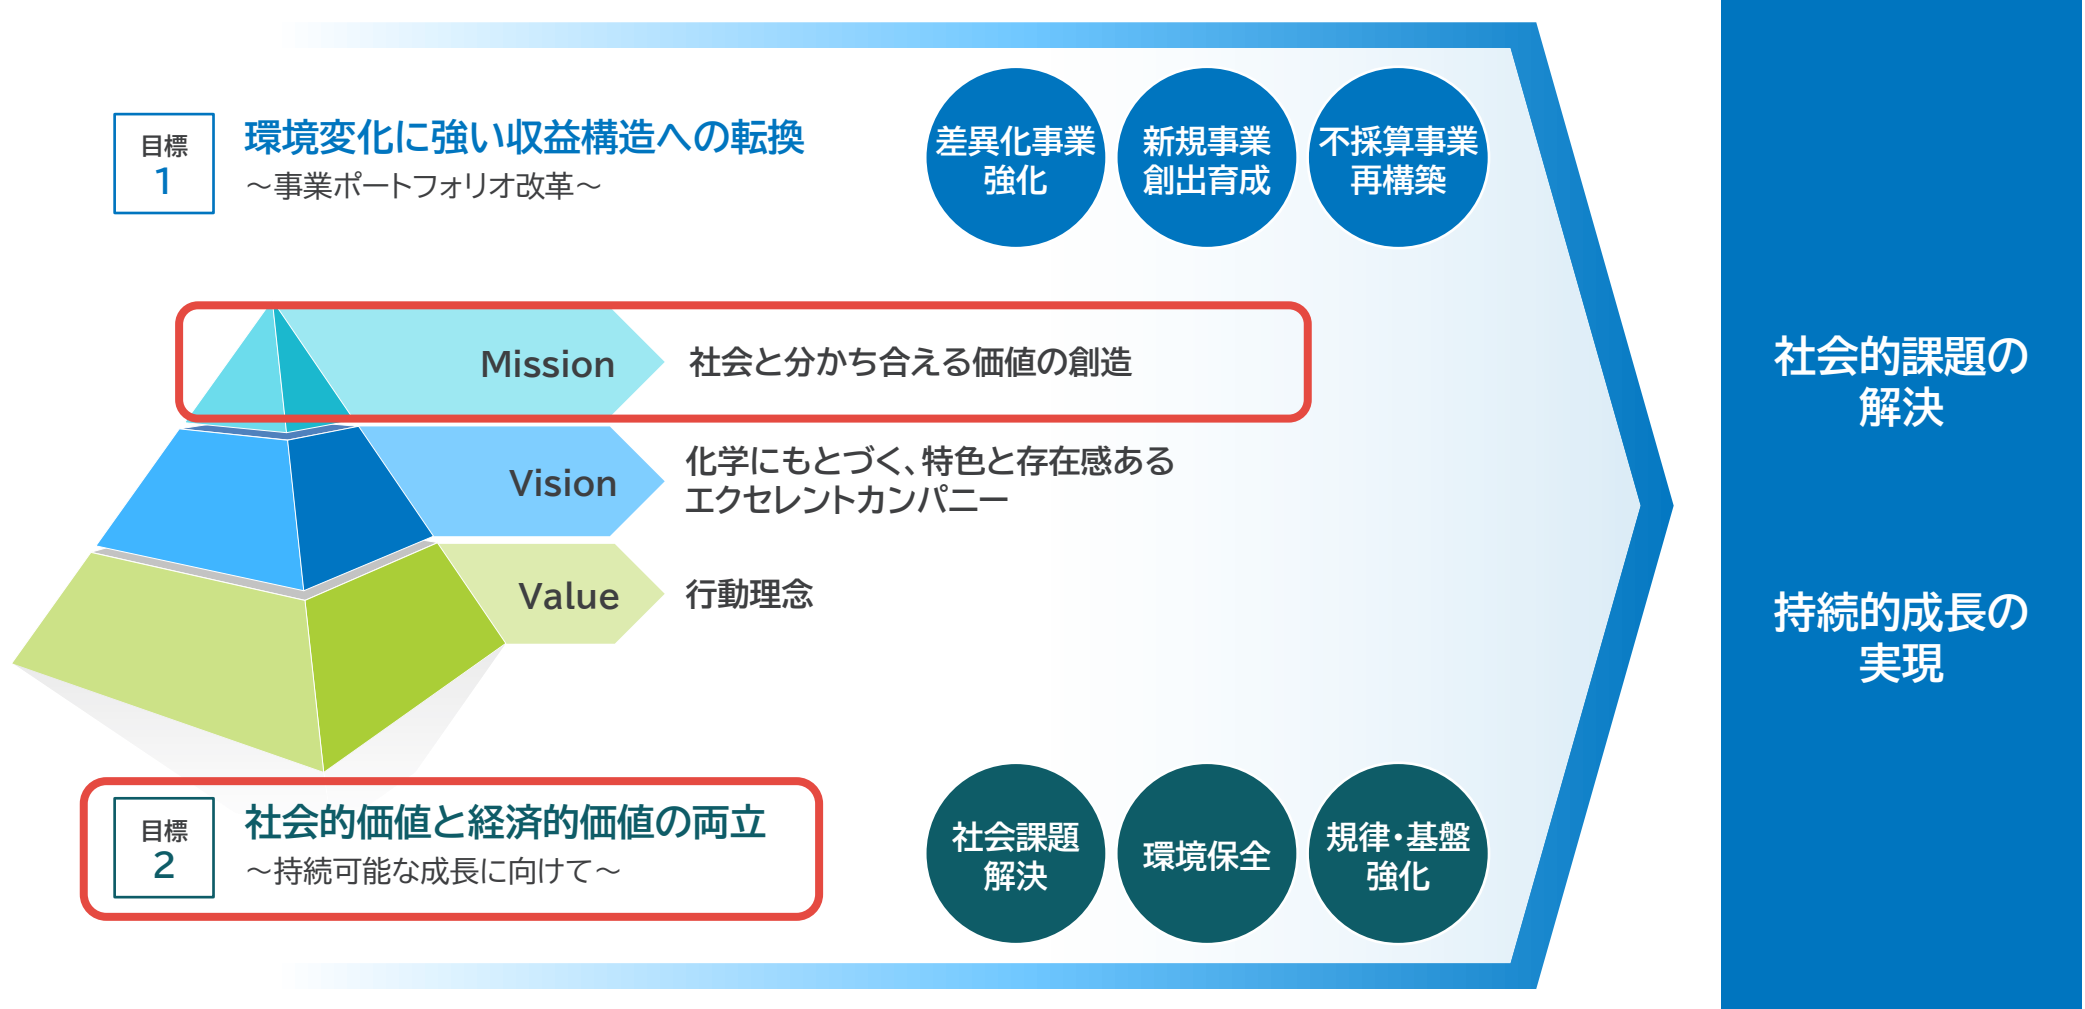 目標
1
環境変化に強い収益構造への転換
～事業ポートフォリオ改革～
差異化事業
強化
新規事業
創出育成
不採算事業
再構築
Mission
社会と分かち合える価値の創造
Vision
化学にもとづく、特色と存在感ある
エクセレントカンパニー
Value
行動理念
目標
2
社会的価値と経済的価値の両立
～持続可能な成長に向けて～
社会課題
解決
環境保全
規律・基盤
強化
社会的課題の
解決
持続的成長の
実現